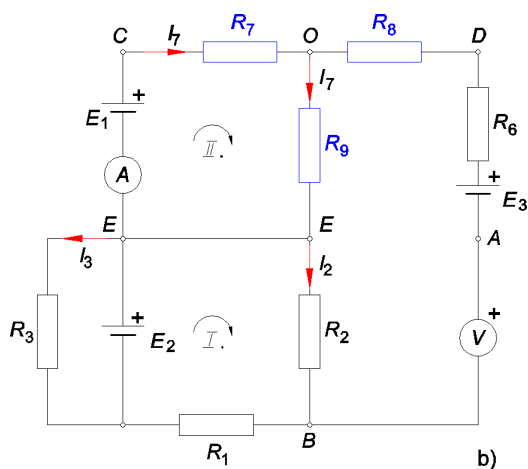 C I7 R7 O R8 D
+ I7 R6
E1 II. R9 +
A E3
E E A
I3 I2
R3 + E2 I. R2 + V
R1 B
b)